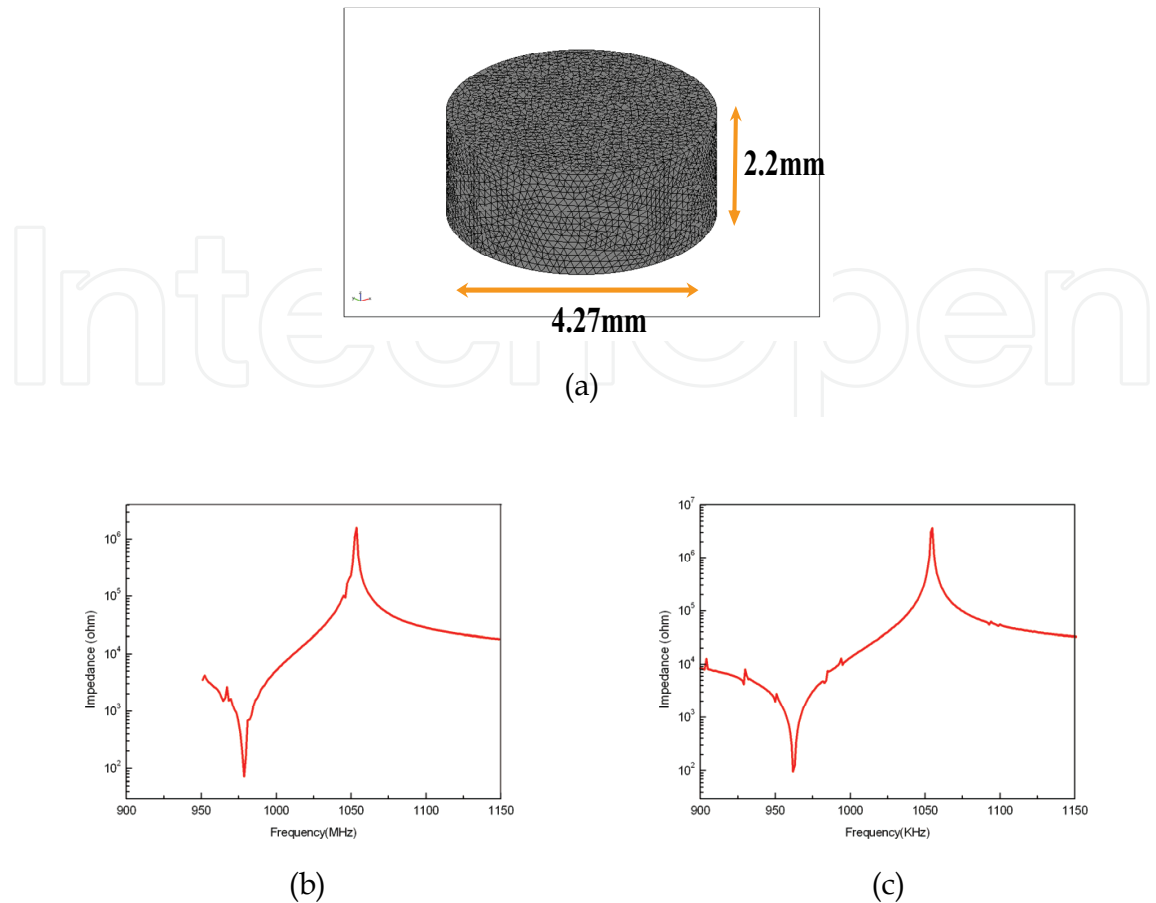 2.2mm
4.27mm
IntechOpen
(a)
10^6
10^5
10^4
10^3
10^2
Impedance (ohm)
900 950 1000 1050 1100 1150
Frequency(MHz)
(b)
10^7
10^6
10^5
10^4
10^3
10^2
Impedance (ohm)
900 950 1000 1050 1100 1150
Frequency(KHz)
(c)